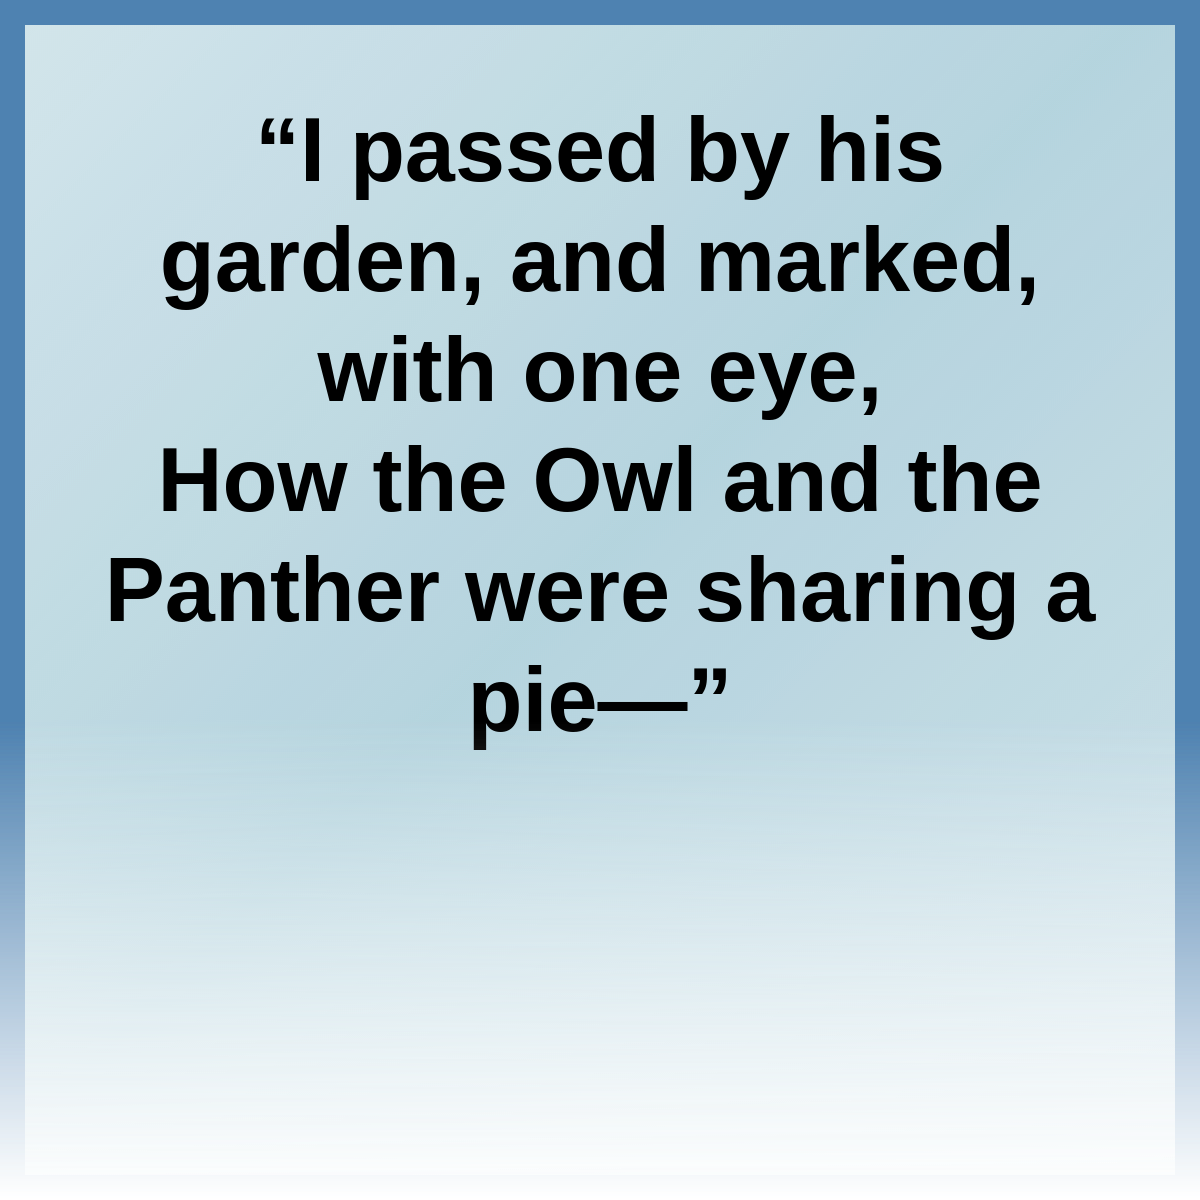 “I passed by his
garden, and marked,
with one eye,
How the Owl and the
Panther were sharing a
pie—”